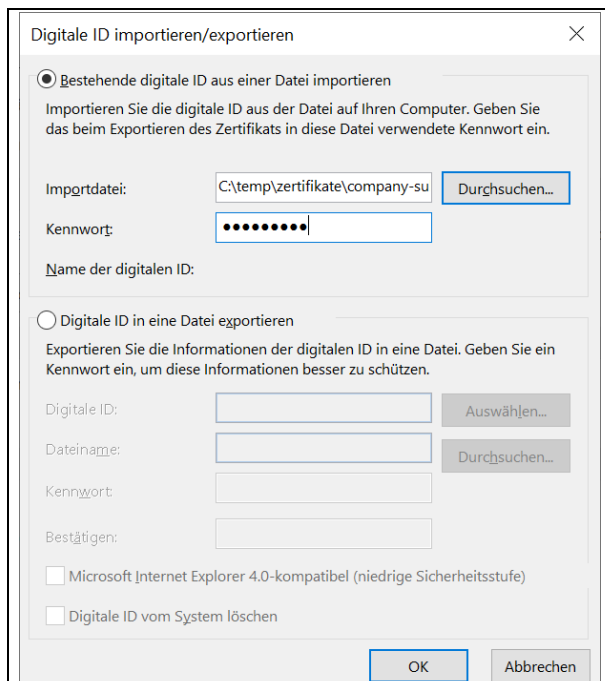 Digitale ID importieren/exportieren
Bestehende digitale ID aus einer Datei importieren
Importieren Sie die digitale ID aus der Datei auf Ihren Computer. Geben Sie
das beim Exportieren des Zertifikats in diese Datei verwendete Kennwort ein.
Importdatei: C:\temp\zertifikate\company-su Durchsuchen...
Kennwort: ●●●●●●●●●
Name der digitalen ID:
Digitale ID in eine Datei exportieren
Exportieren Sie die Informationen der digitalen ID in eine Datei. Geben Sie ein
Kennwort ein, um diese Informationen besser zu schützen.
Digitale ID: Auswählen...
Dateiname: Durchsuchen...
Kennwort:
Bestätigen:
Microsoft Internet Explorer 4.0-kompatibel (niedrige Sicherheitsstufe)
Digitale ID vom System löschen
OK Abbrechen